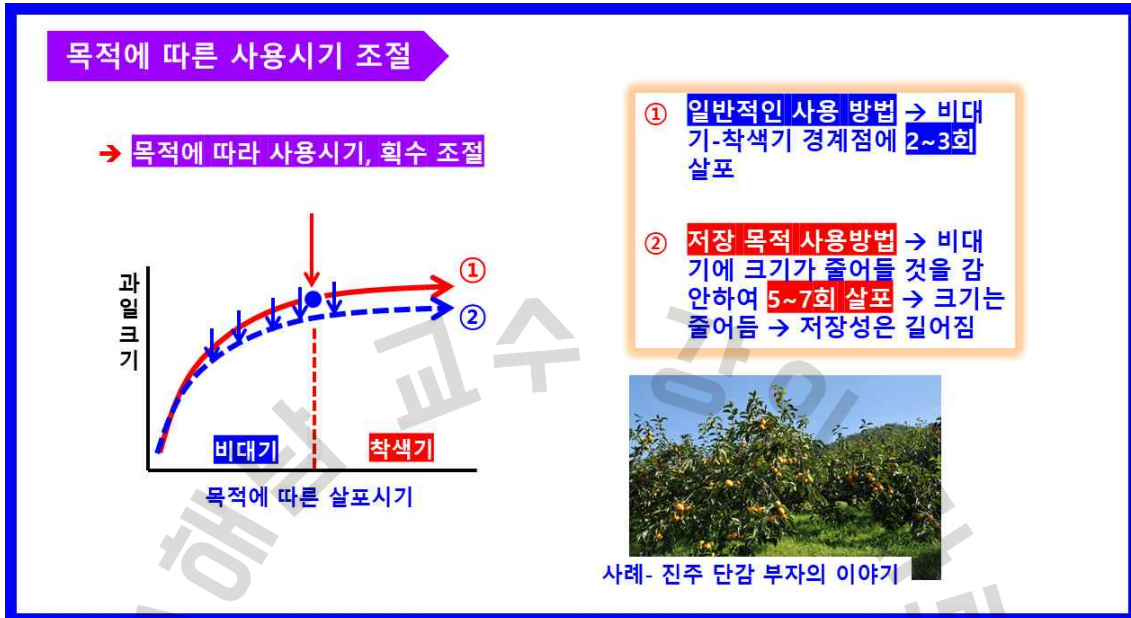 목적에 따른 사용시기 조절
➔ 목적에 따라 사용시기, 획수 조절
과일크기
①
②
비대기
착색기
목적에 따른 살포시기
① 일반적인 사용 방법 → 비대
기-착색기 경계점에 2~3회
살포
② 저장 목적 사용방법 → 비대
기에 크기가 줄어들 것을 감
안하여 5~7회 살포 → 크기는
줄어듬 → 저장성은 길어짐
사례- 진주 단감 부자의 이야기
교수